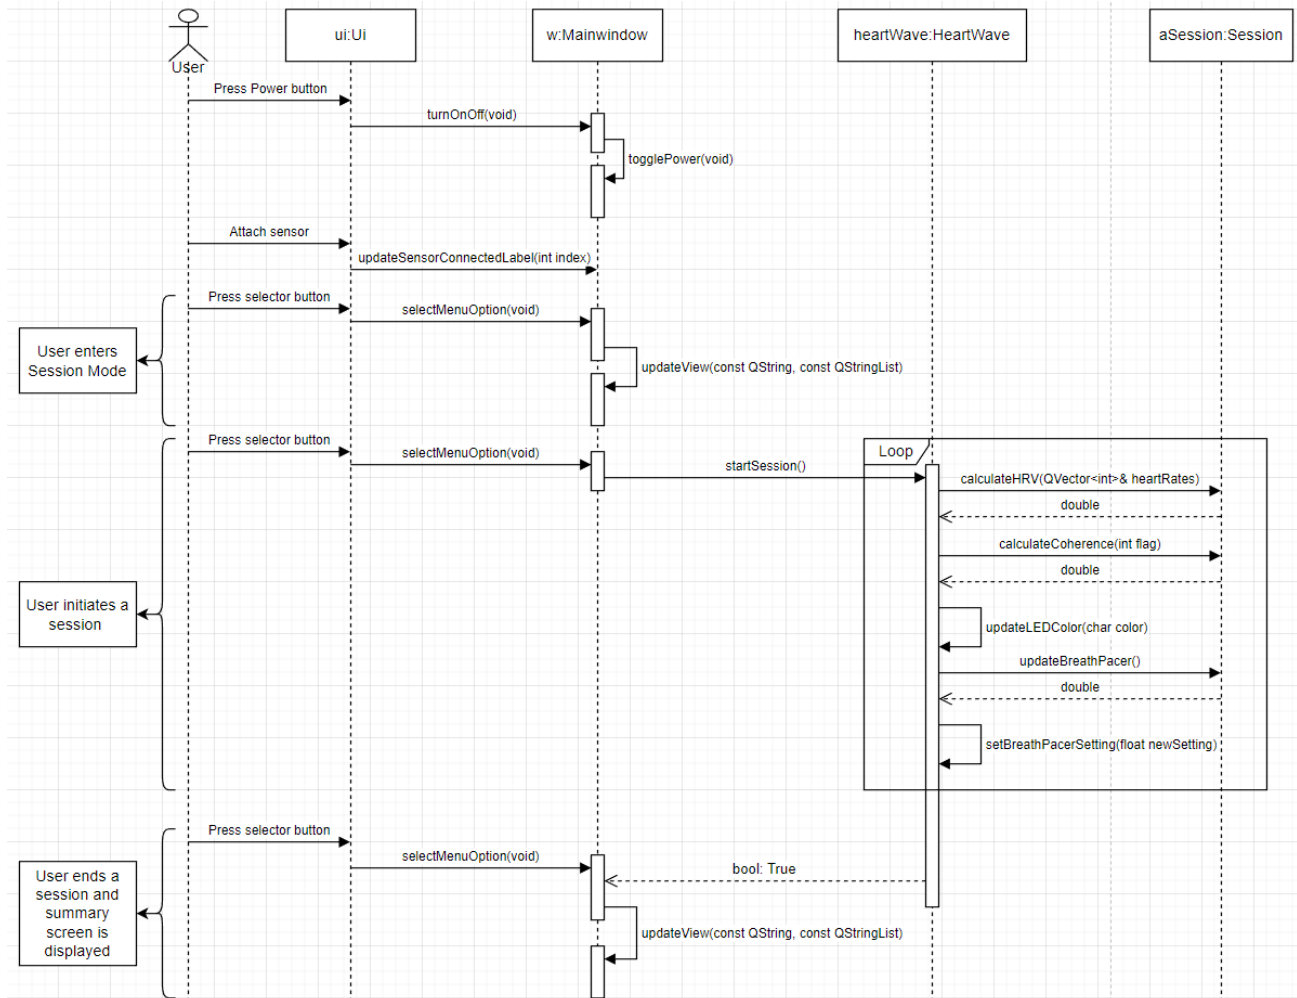 ui:Ui
w:Mainwindow
heartWave:HeartWave
aSession:Session
User
Press Power button
turnOnOff(void)
togglePower(void)
Attach sensor
updateSensorConnectedLabel(int index)
Press selector button
selectMenuOption(void)
User enters
Session Mode
updateView(const QString, const QStringList)
Press selector button
selectMenuOption(void)
startSession()
Loop
calculateHRV(QVector<int>& heartRates)
double
calculateCoherence(int flag)
double
User initiates a
session
updateLEDColor(char color)
updateBreathPacer()
double
setBreathPacerSetting(float newSetting)
Press selector button
selectMenuOption(void)
bool: True
User ends a
session and
summary
screen is
displayed
updateView(const QString, const QStringList)